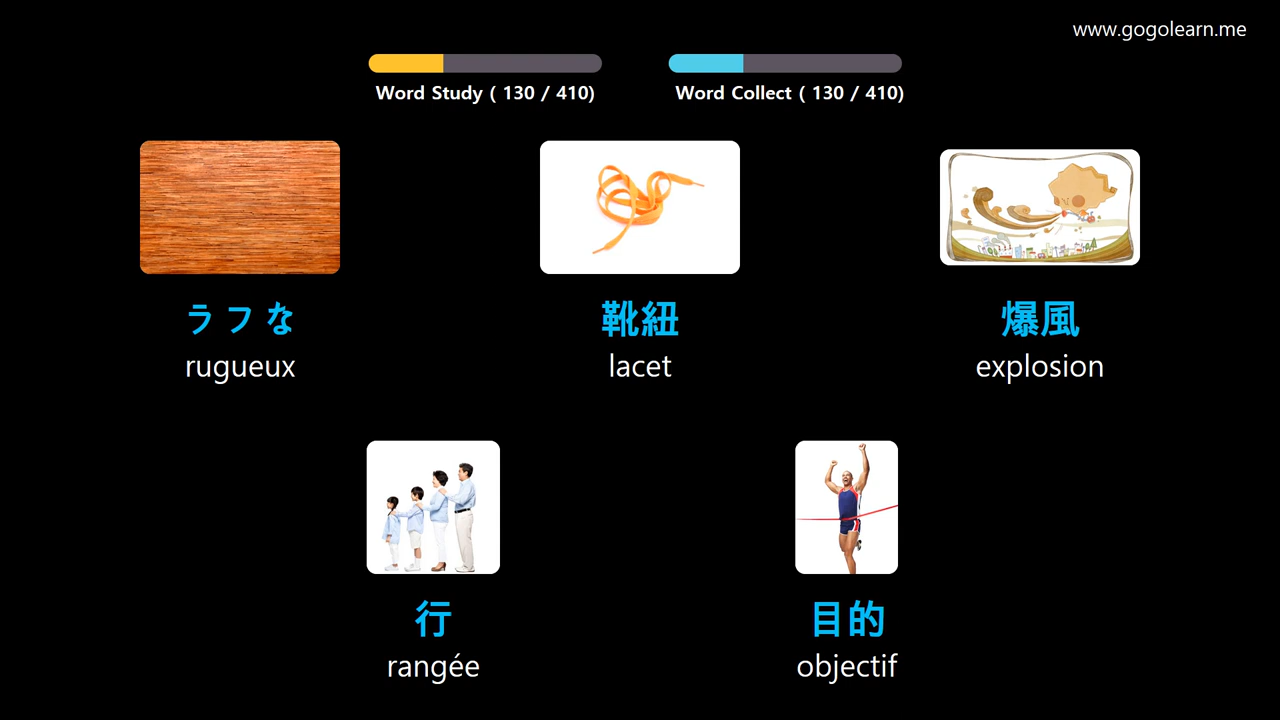 www.gogolearn.me
Word Study ( 130 / 410)
Word Collect ( 130 / 410)
ラフな
rugueux
靴紐
lacet
爆風
explosion
行
rangée
目的
objectif